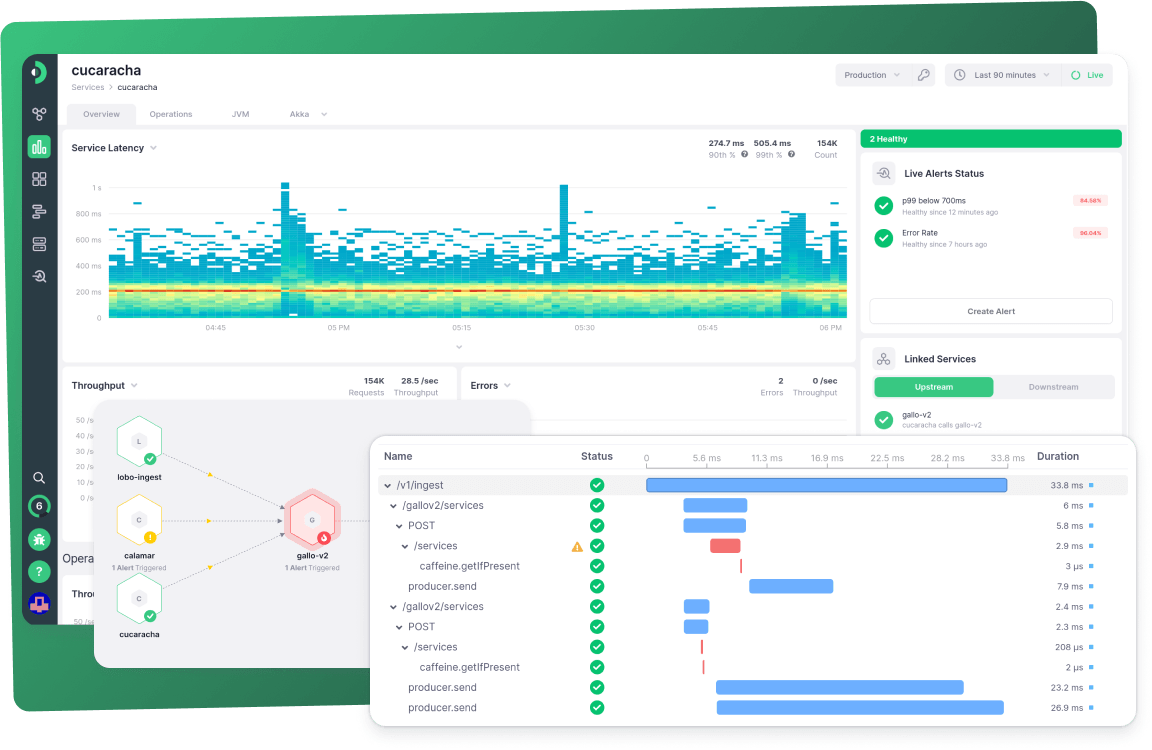 cucaracha
Services > cucaracha
Production
Last 90 minutes
Live
Overview Operations JVM Akka
Service Latency
274.7 ms 505.4 ms 154K
90th % 99th % Count
1 s
800 ms
600 ms
400 ms
200 ms
0
04:45 05 PM 05:15 05:30 05:45 06 PM
2 Healthy
Live Alerts Status
p99 below 700ms
Healthy since 12 minutes ago
Error Rate
Healthy since 7 hours ago
Create Alert
Linked Services
Upstream Downstream
gallo-v2
cucaracha calls gallo-v2
Throughput
154K 28.5 /sec
Requests Throughput
50 /s
40 /s
30 /s
20 /s
10 /s
0 /s
Errors
2 0 /sec
Errors Throughput
6
?
Opera
Throu
50 /s
L
lobo-ingest
C
calamar
1 Alert Triggered
C
cucaracha
G
gallo-v2
1 Alert Triggered
Name Status 0 5.6 ms 11.3 ms 16.9 ms 22.5 ms 28.2 ms 33.8 ms Duration
/v1/ingest 33.8 ms
/gallov2/services 6 ms
POST 5.8 ms
/services 2.9 ms
caffeine.getIfPresent 3 µs
producer.send 7.9 ms
/gallov2/services 2.4 ms
POST 2.3 ms
/services 208 µs
caffeine.getIfPresent 2 µs
producer.send 23.2 ms
producer.send 26.9 ms